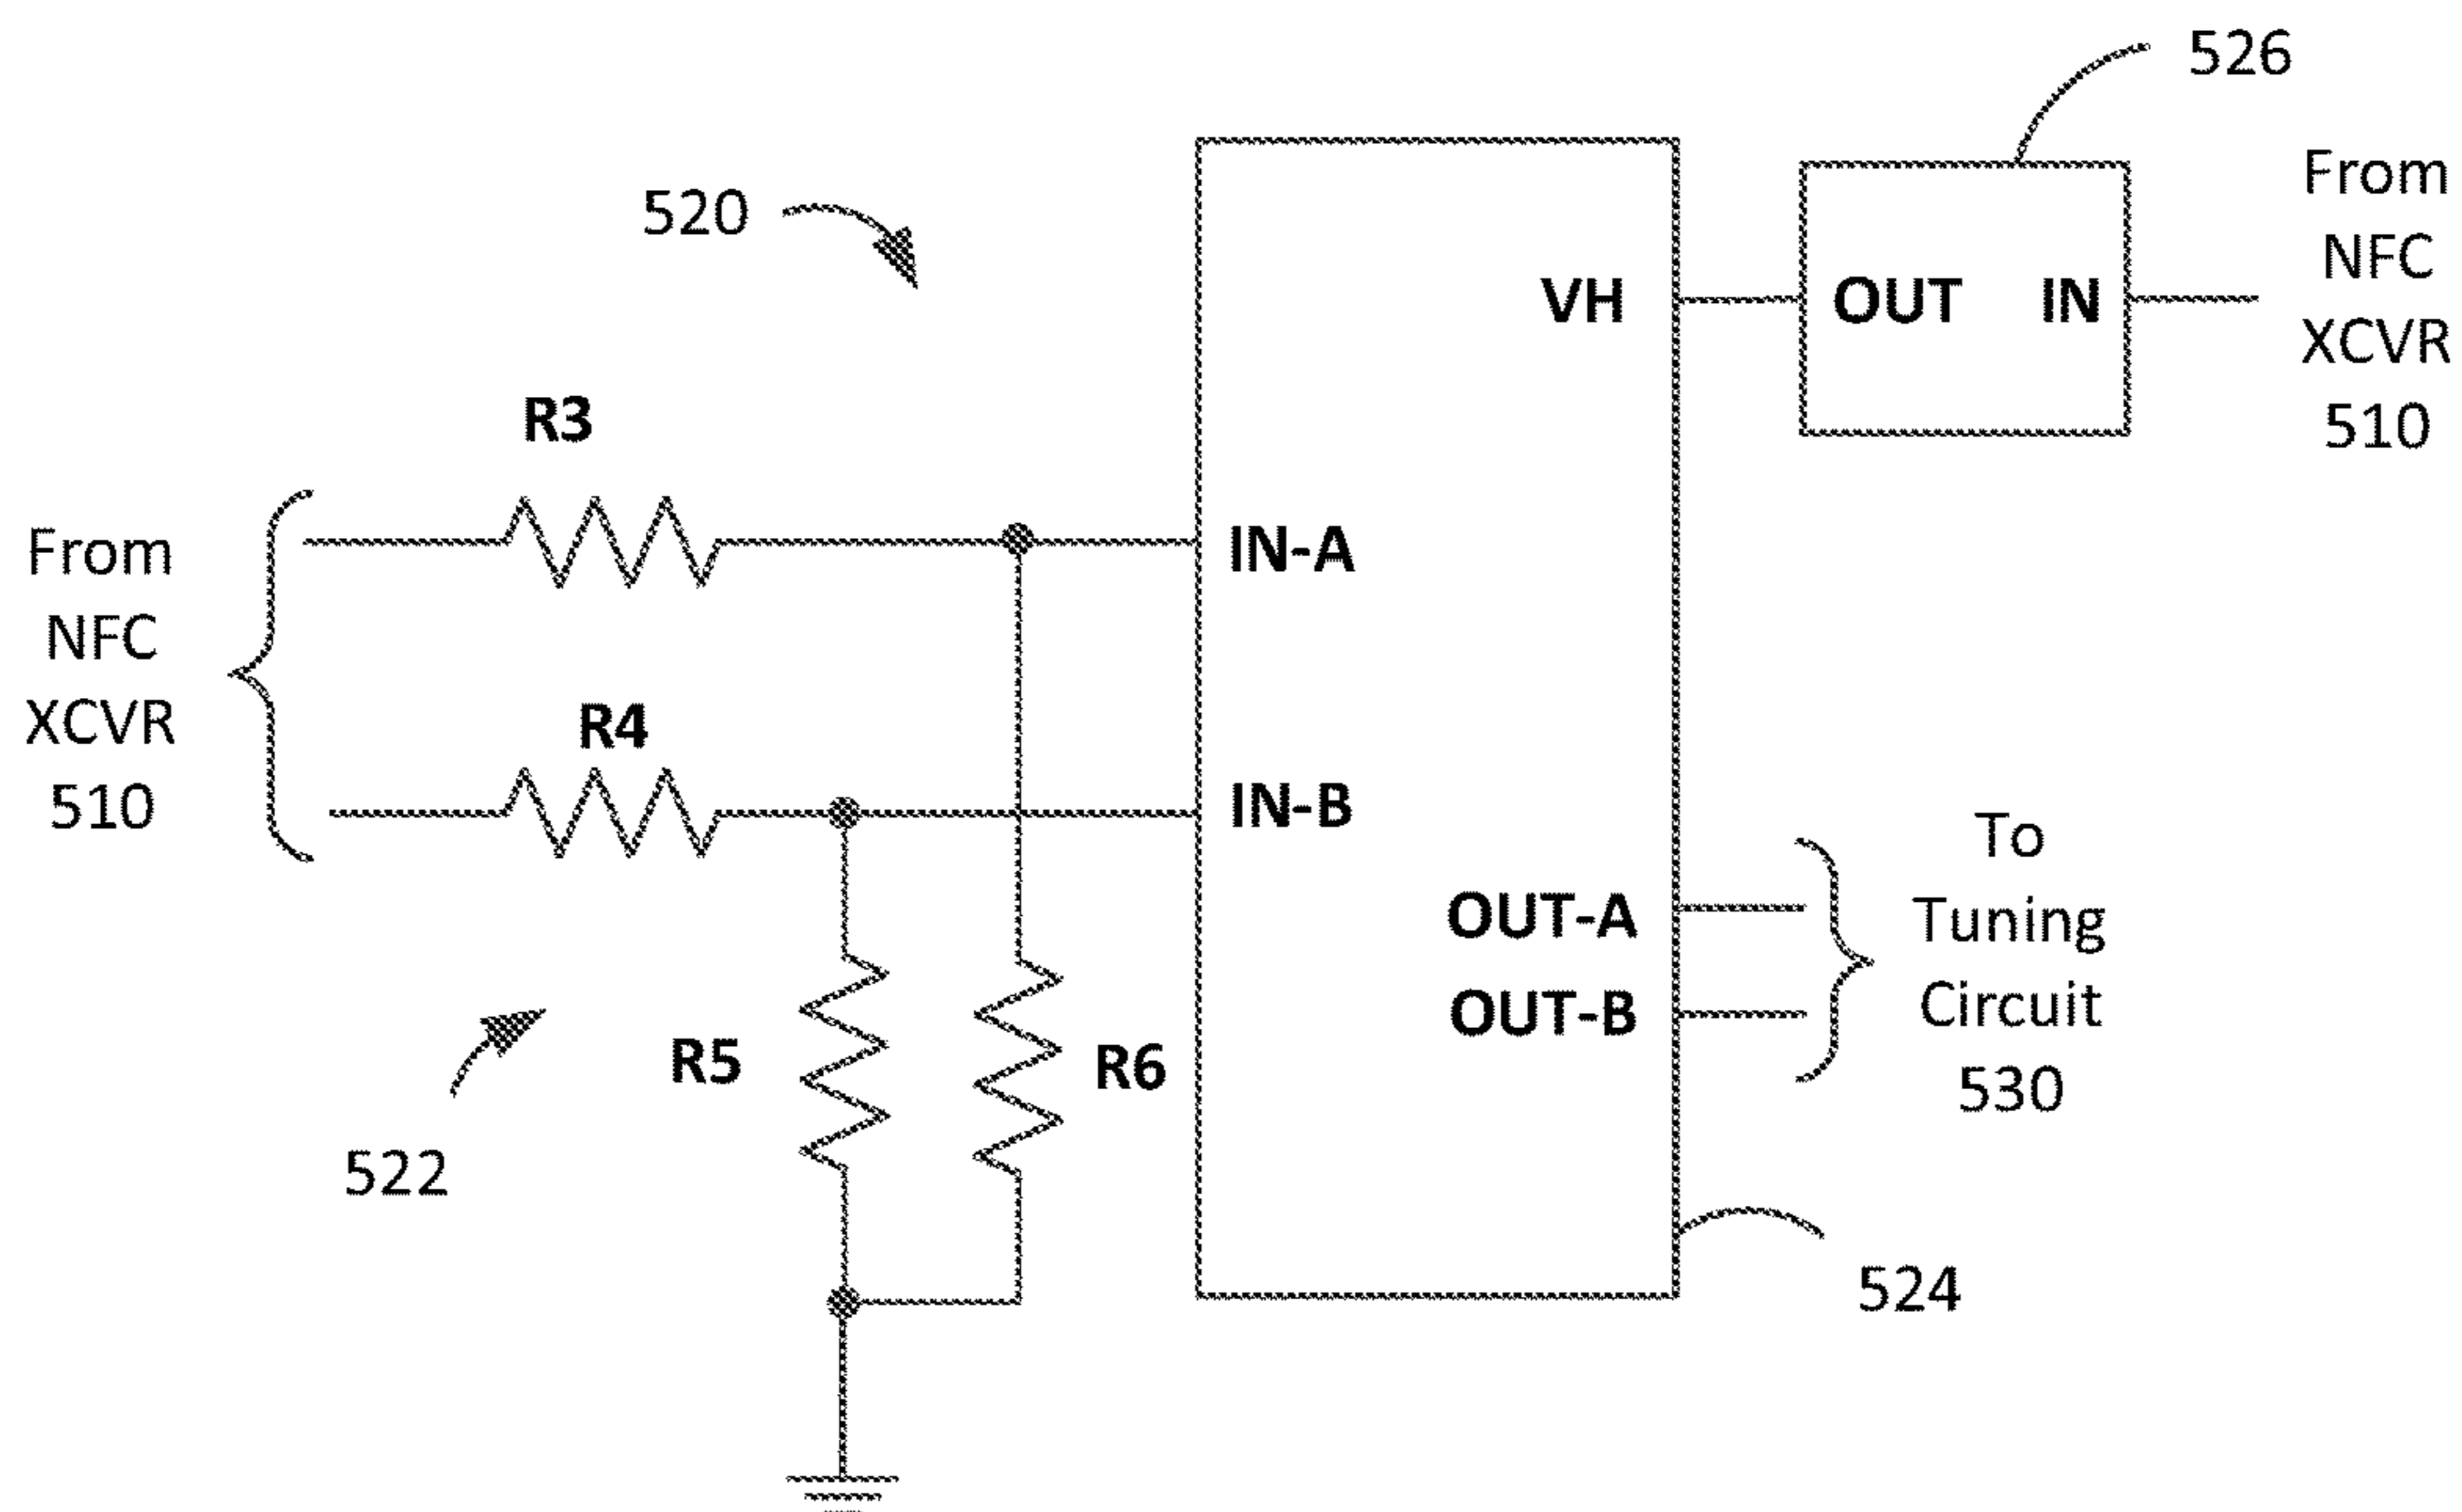 526
From
NFC
XCVR
510
520
VH
OUT
IN
R3
From
NFC
XCVR
510
IN-A
R4
IN-B
OUT-A
OUT-B
To
Tuning
Circuit
530
R5
R6
522
524